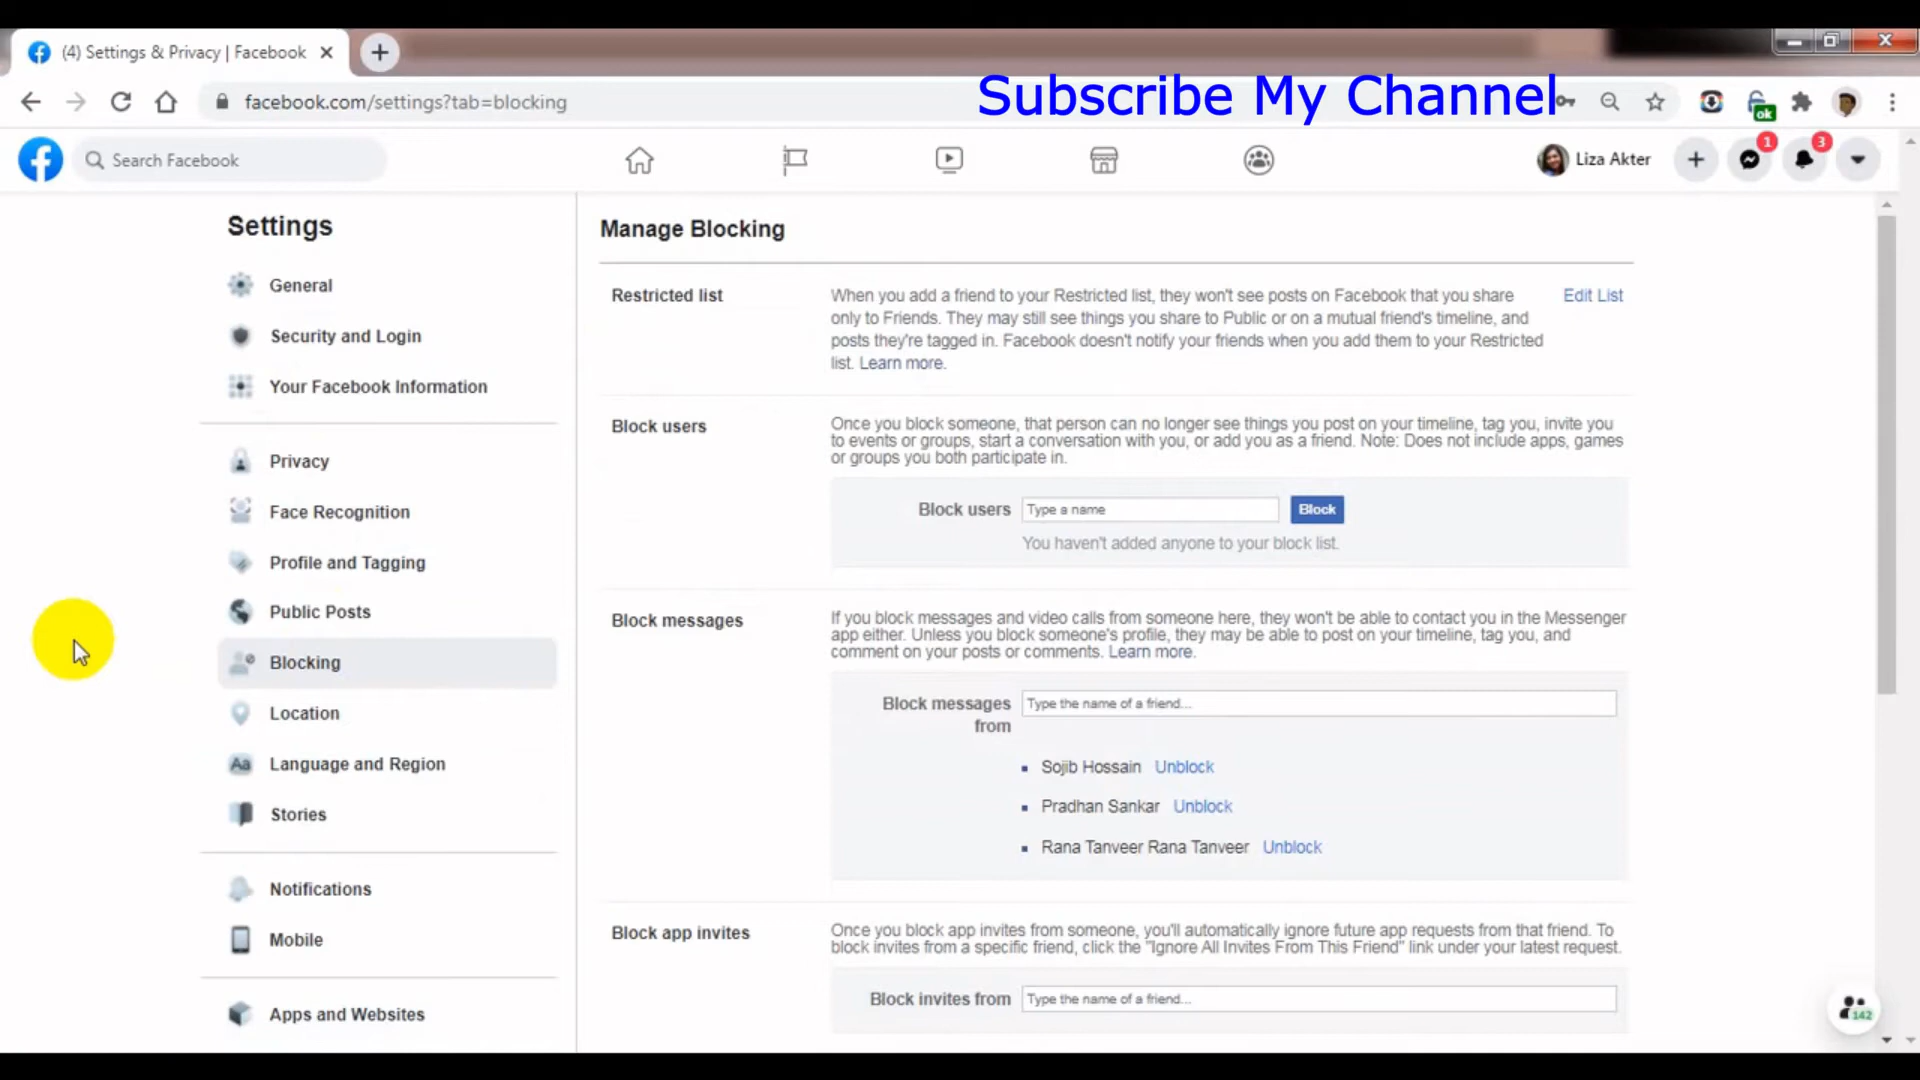 (4) Settings & Privacy | Facebook
facebook.com/settings?tab=blocking
Subscribe My Channel
ok
Search Facebook
Liza Akter
1
3
Settings
General
Security and Login
Your Facebook Information
Privacy
Face Recognition
Profile and Tagging
Public Posts
Blocking
Location
Aa Language and Region
Stories
Notifications
Mobile
Apps and Websites
Manage Blocking
Restricted list
When you add a friend to your Restricted list, they won't see posts on Facebook that you share
only to Friends. They may still see things you share to Public or on a mutual friend's timeline, and
posts they're tagged in. Facebook doesn't notify your friends when you add them to your Restricted
list. Learn more.
Edit List
Block users
Once you block someone, that person can no longer see things you post on your timeline, tag you, invite you
to events or groups, start a conversation with you, or add you as a friend. Note: Does not include apps, games
or groups you both participate in.
Block users Type a name Block
You haven't added anyone to your block list.
Block messages
If you block messages and video calls from someone here, they won't be able to contact you in the Messenger
app either. Unless you block someone's profile, they may be able to post on your timeline, tag you, and
comment on your posts or comments. Learn more.
Block messages
from
Type the name of a friend...
Sojib Hossain Unblock
Pradhan Sankar Unblock
Rana Tanveer Rana Tanveer Unblock
Block app invites
Once you block app invites from someone, you'll automatically ignore future app requests from that friend. To
block invites from a specific friend, click the "Ignore All Invites From This Friend" link under your latest request.
Block invites from Type the name of a friend...
142